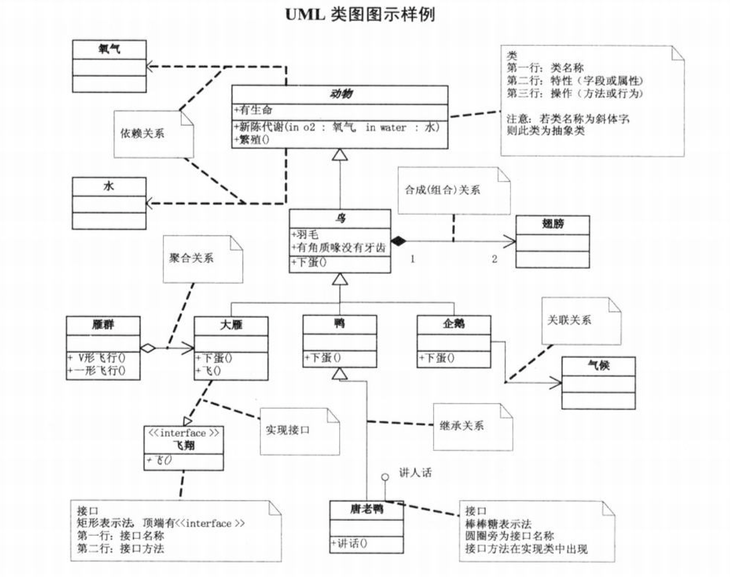 UML 类图图示样例
氧气
动物
+有生命
+新陈代谢(in o2 : 氧气, in water : 水)
+繁殖()
类
第一行: 类名称
第二行: 特性(字段或属性)
第三行: 操作(方法或行为)
注意: 若类名称为斜体字
则此类为抽象类
依赖关系
水
鸟
+羽毛
+有角质喙没有牙齿
+下蛋()
合成(组合)关系
1
2
翅膀
聚合关系
雁群
+ V形飞行()
+一形飞行()
大雁
+下蛋()
+飞()
鸭
+下蛋()
企鹅
+下蛋()
关联关系
气候
<<interface>>
飞翔
+飞()
实现接口
继承关系
讲人话
唐老鸭
+讲话()
接口
矩形表示法, 顶端有<<interface>>
第一行: 接口名称
第二行: 接口方法
接口
棒棒糖表示法
圆圈旁为接口名称
接口方法在实现类中出现